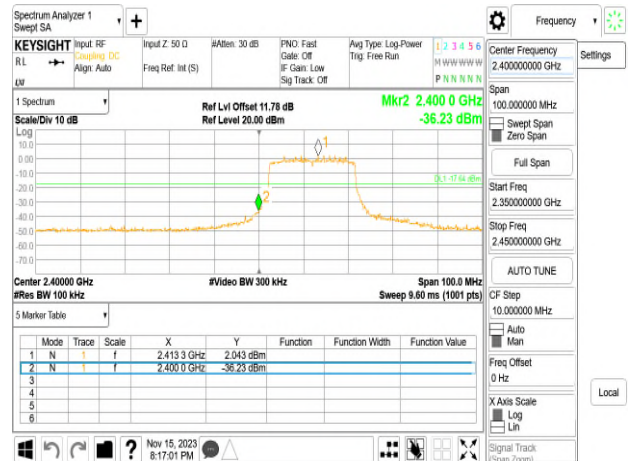 Spectrum Analyzer 1
Swept SA
Frequency
KEYSIGHT
RL
Input: RF
Coupling: DC
Align: Auto
Input Z: 50 Ω
Freq Ref: Int (S)
#Atten: 30 dB
PNO: Fast
Gate: Off
IF Gain: Low
Sig Track: Off
Avg Type: Log-Power
Trig: Free Run
1 2 3 4 5 6
M W W W W W
P N N N N N
1 Spectrum
Scale/Div 10 dB
Ref Lvl Offset 11.78 dB
Ref Level 20.00 dBm
Mkr2 2.400 0 GHz
-36.23 dBm
Log
10.0
0.00
-10.0
-20.0
-30.0
-40.0
-50.0
-60.0
-70.0
1
2
DL1 -17.64 dBm
Center 2.40000 GHz
#Res BW 100 kHz
#Video BW 300 kHz
Span 100.0 MHz
Sweep 9.60 ms (1001 pts)
5 Marker Table
Mode Trace Scale X Y Function Function Width Function Value
1 N 1 f 2.413 3 GHz 2.043 dBm
2 N 1 f 2.400 0 GHz -36.23 dBm
3
4
5
6
Nov 15, 2023
8:17:01 PM
Center Frequency
2.400000000 GHz
Settings
Span
100.000000 MHz
Swept Span
Zero Span
Full Span
Start Freq
2.350000000 GHz
Stop Freq
2.450000000 GHz
AUTO TUNE
CF Step
10.000000 MHz
Auto
Man
Freq Offset
0 Hz
Local
X Axis Scale
Log
Lin
Signal Track
(Span Zoom)